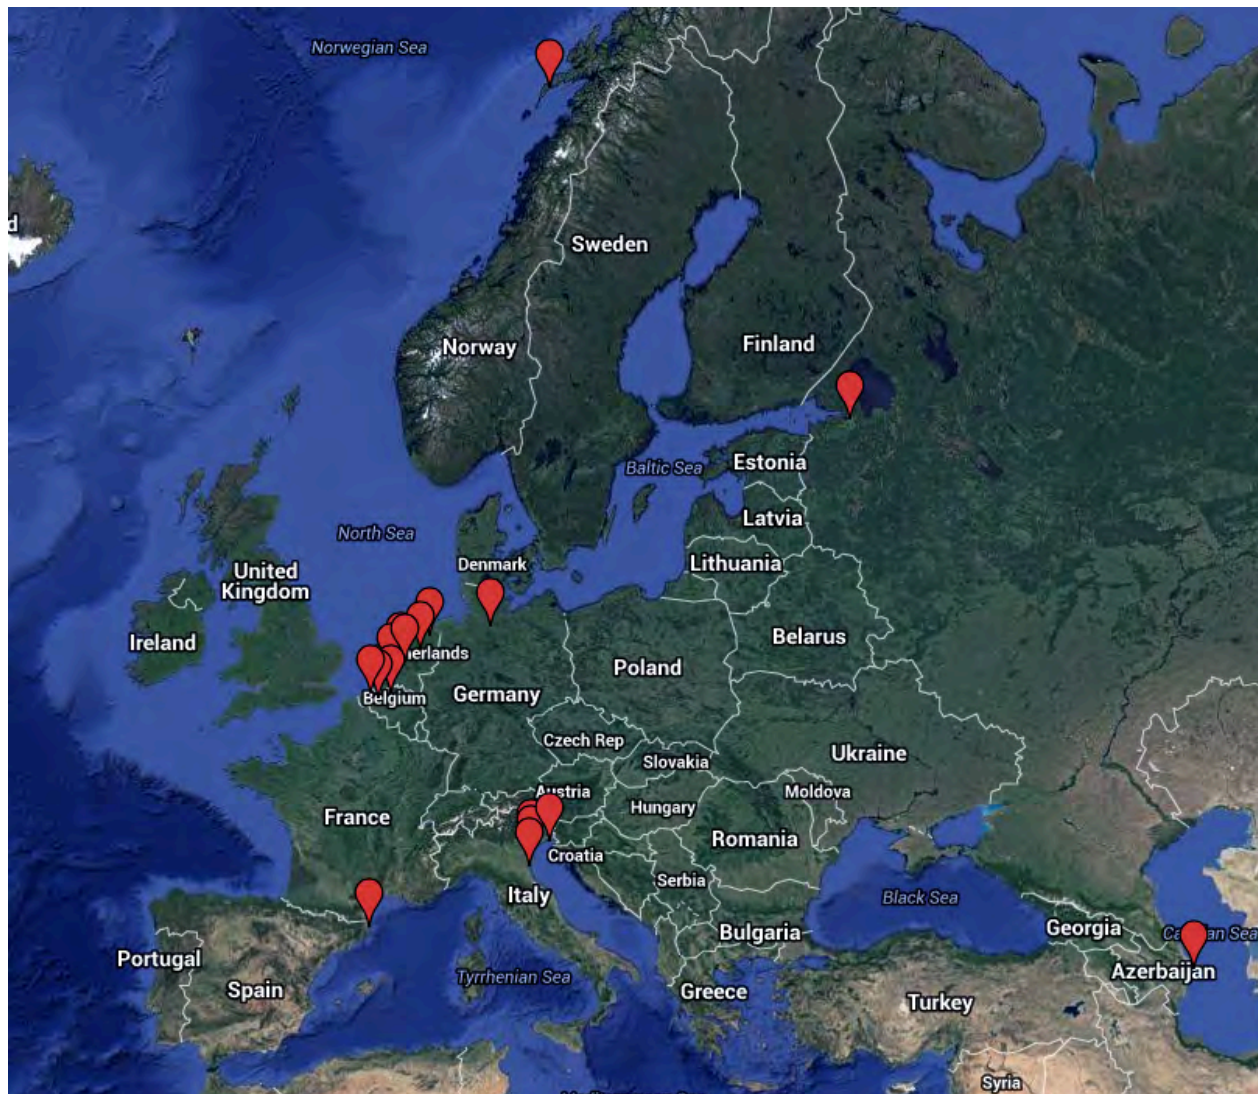 Norwegian Sea
d
Sweden
Norway
Finland
Baltic Sea
Estonia
North Sea
Latvia
Denmark
Lithuania
United
Kingdom
Ireland
Belarus
herlands
Poland
Germany
Belgium
Czech Rep
Ukraine
Slovakia
Austria
Moldova
Hungary
France
Romania
Croatia
Serbia
Italy
Black Sea
Georgia
Bulgaria
Portugal
Azerbaijan
Tyrrhenian Sea
Spain
Greece
Turkey
Syria